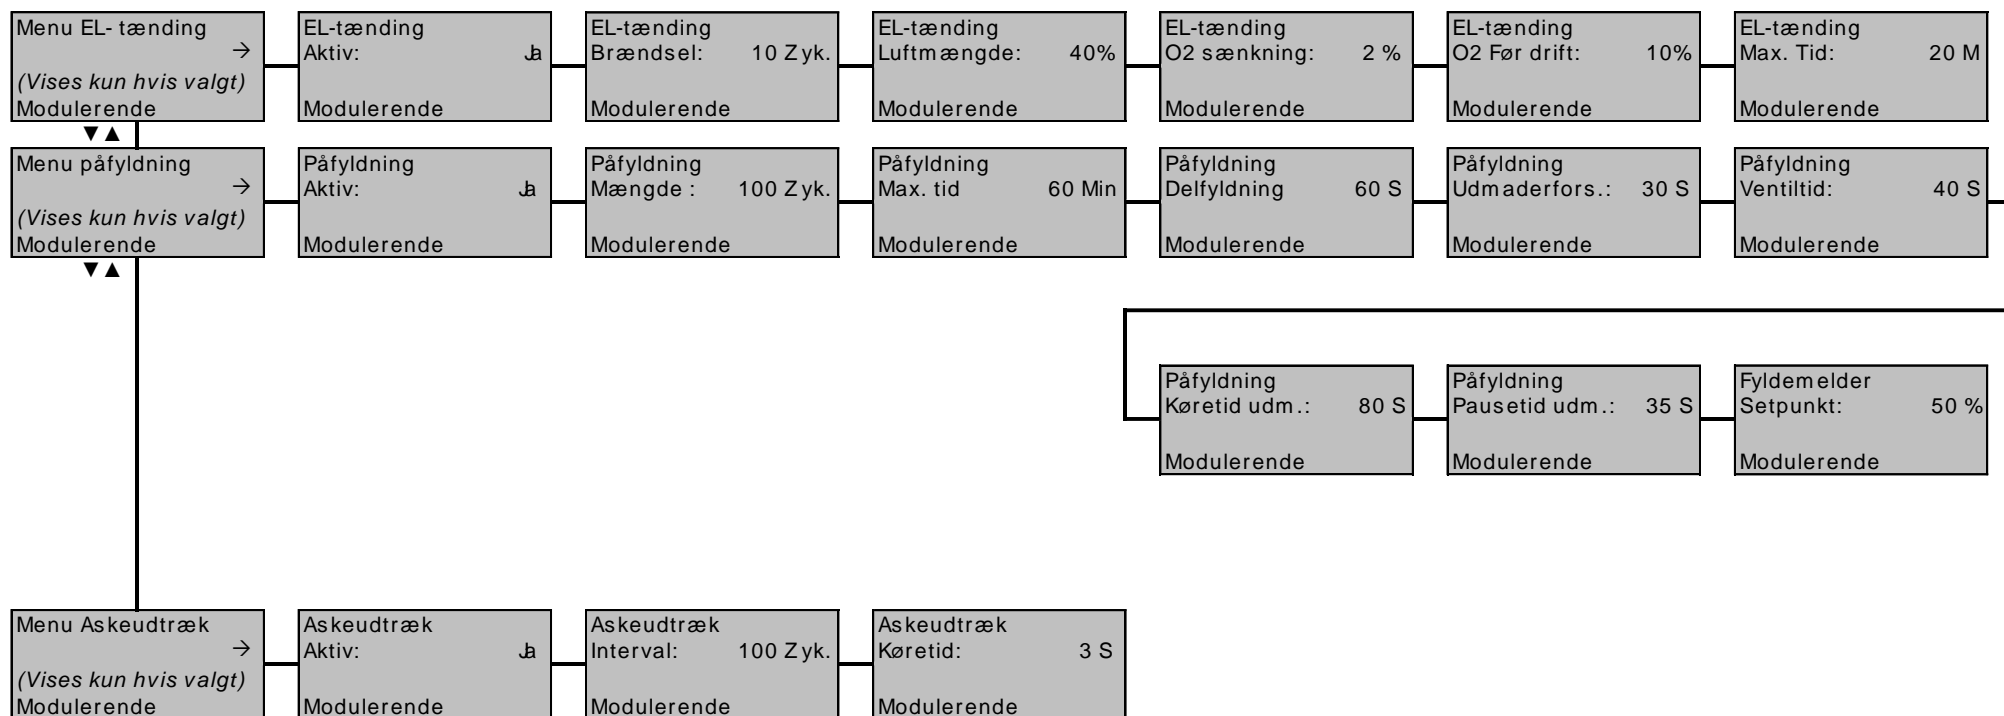 Menu EL- tænding
→
(Vises kun hvis valgt)
Modulerende
EL-tænding
Aktiv: Ja
Modulerende
EL-tænding
Brændsel: 10 Zyk.
Modulerende
EL-tænding
Luftmængde: 40%
Modulerende
EL-tænding
O2 sænkning: 2 %
Modulerende
EL-tænding
O2 Før drift: 10%
Modulerende
EL-tænding
Max. Tid: 20 M
Modulerende
▼▲
Menu påfyldning
→
(Vises kun hvis valgt)
Modulerende
Påfyldning
Aktiv: Ja
Modulerende
Påfyldning
Mængde : 100 Zyk.
Modulerende
Påfyldning
Max. tid 60 Min
Modulerende
Påfyldning
Delfyldning 60 S
Modulerende
Påfyldning
Udmaderfors.: 30 S
Modulerende
Påfyldning
Ventiltid: 40 S
Modulerende
▼▲
Påfyldning
Køretid udm.: 80 S
Modulerende
Påfyldning
Pausetid udm.: 35 S
Modulerende
Fyldemelder
Setpunkt: 50 %
Modulerende
Menu Askeudtræk
→
(Vises kun hvis valgt)
Modulerende
Askeudtræk
Aktiv: Ja
Modulerende
Askeudtræk
Interval: 100 Zyk.
Modulerende
Askeudtræk
Køretid: 3 S
Modulerende